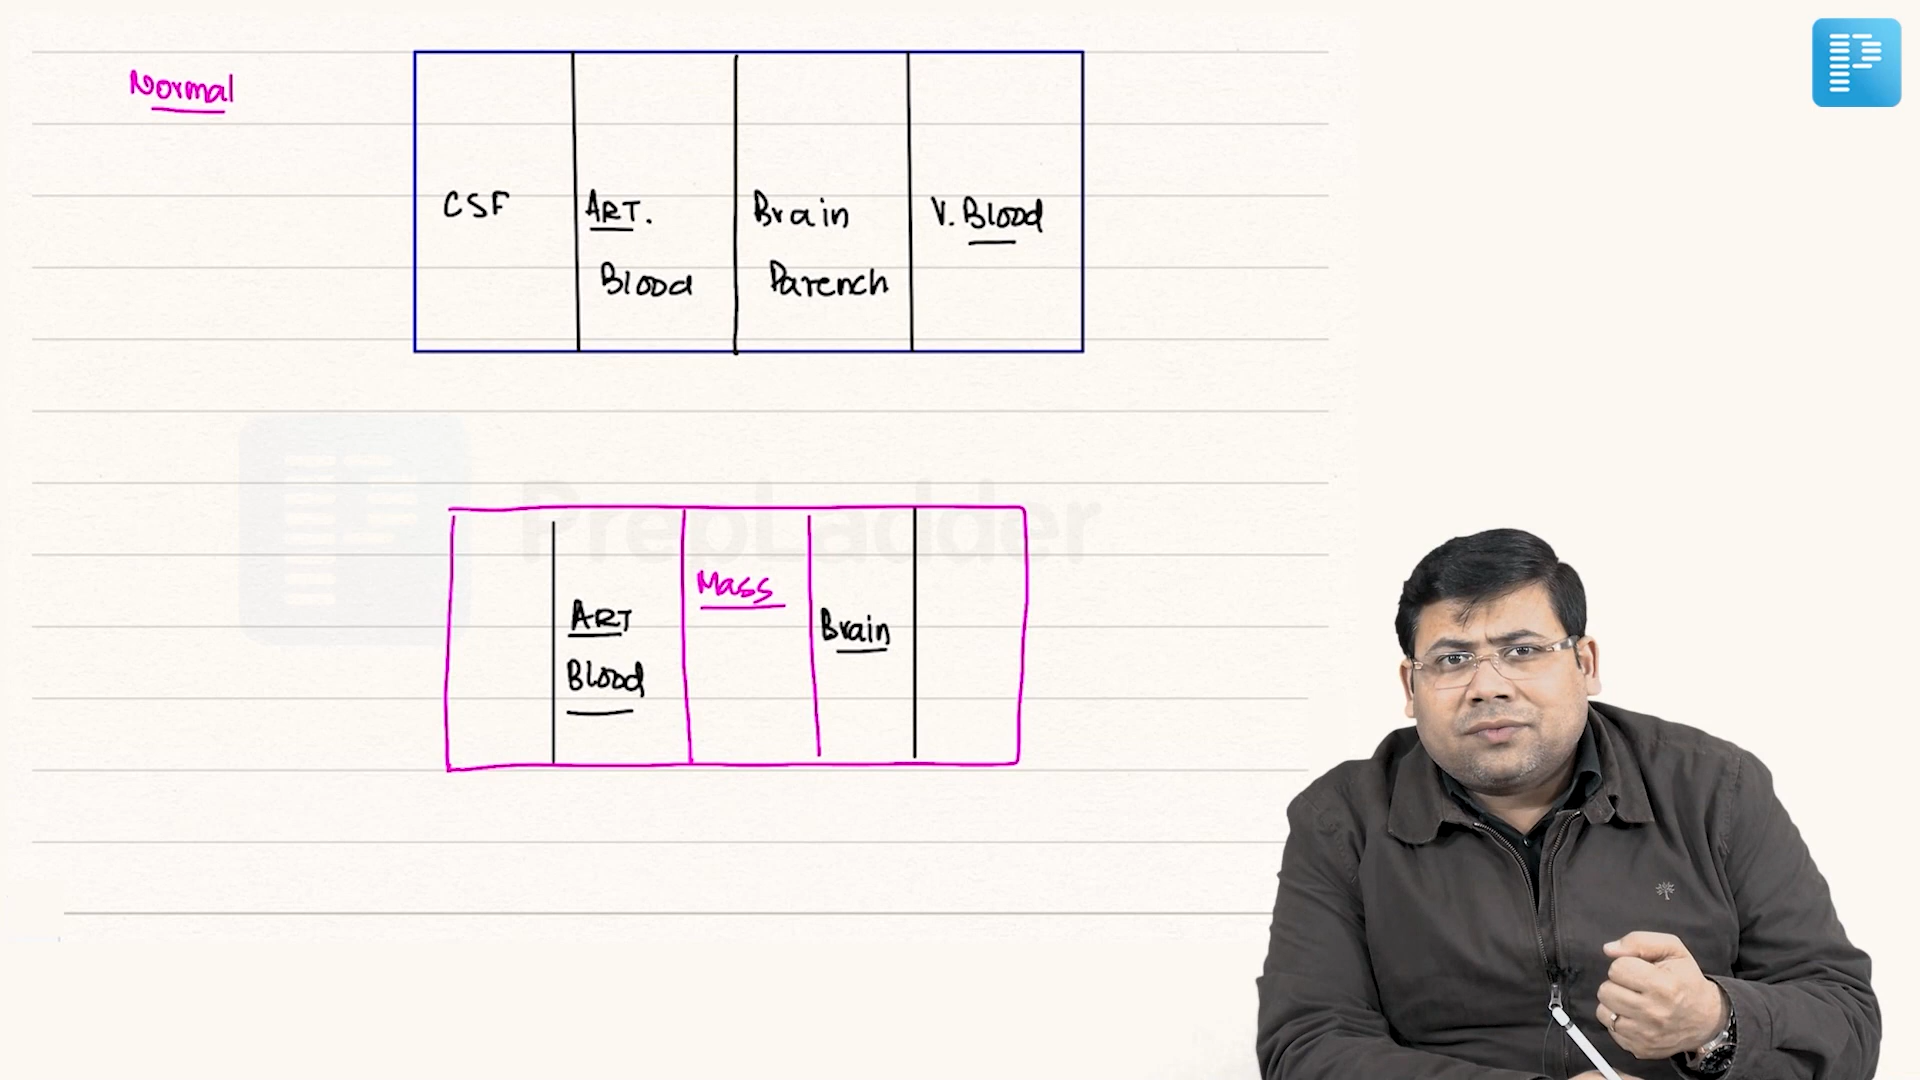 Normal
CSF
ART.
Blood
Brain
Parench
V. Blood
PrepLadder
Mass
ART
Blood
Brain